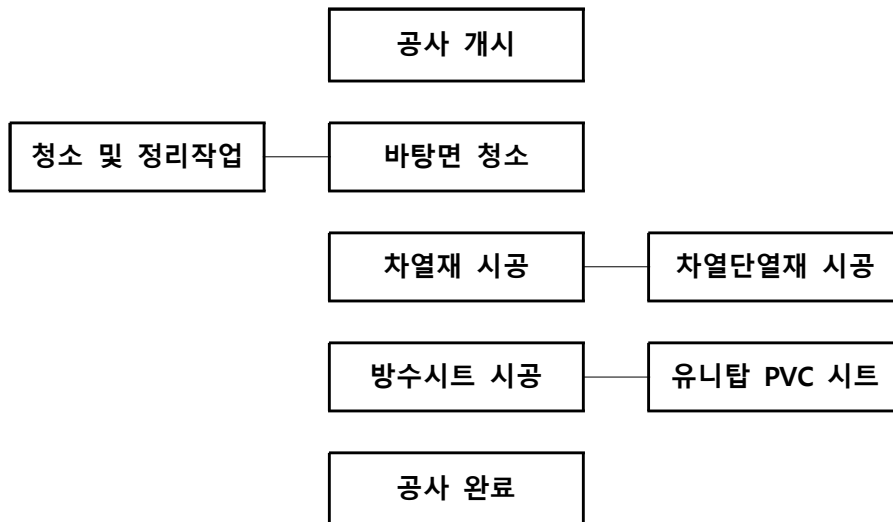 공사 개시
청소 및 정리작업
바탕면 청소
차열재 시공
차열단열재 시공
방수시트 시공
유니탑 PVC 시트
공사 완료